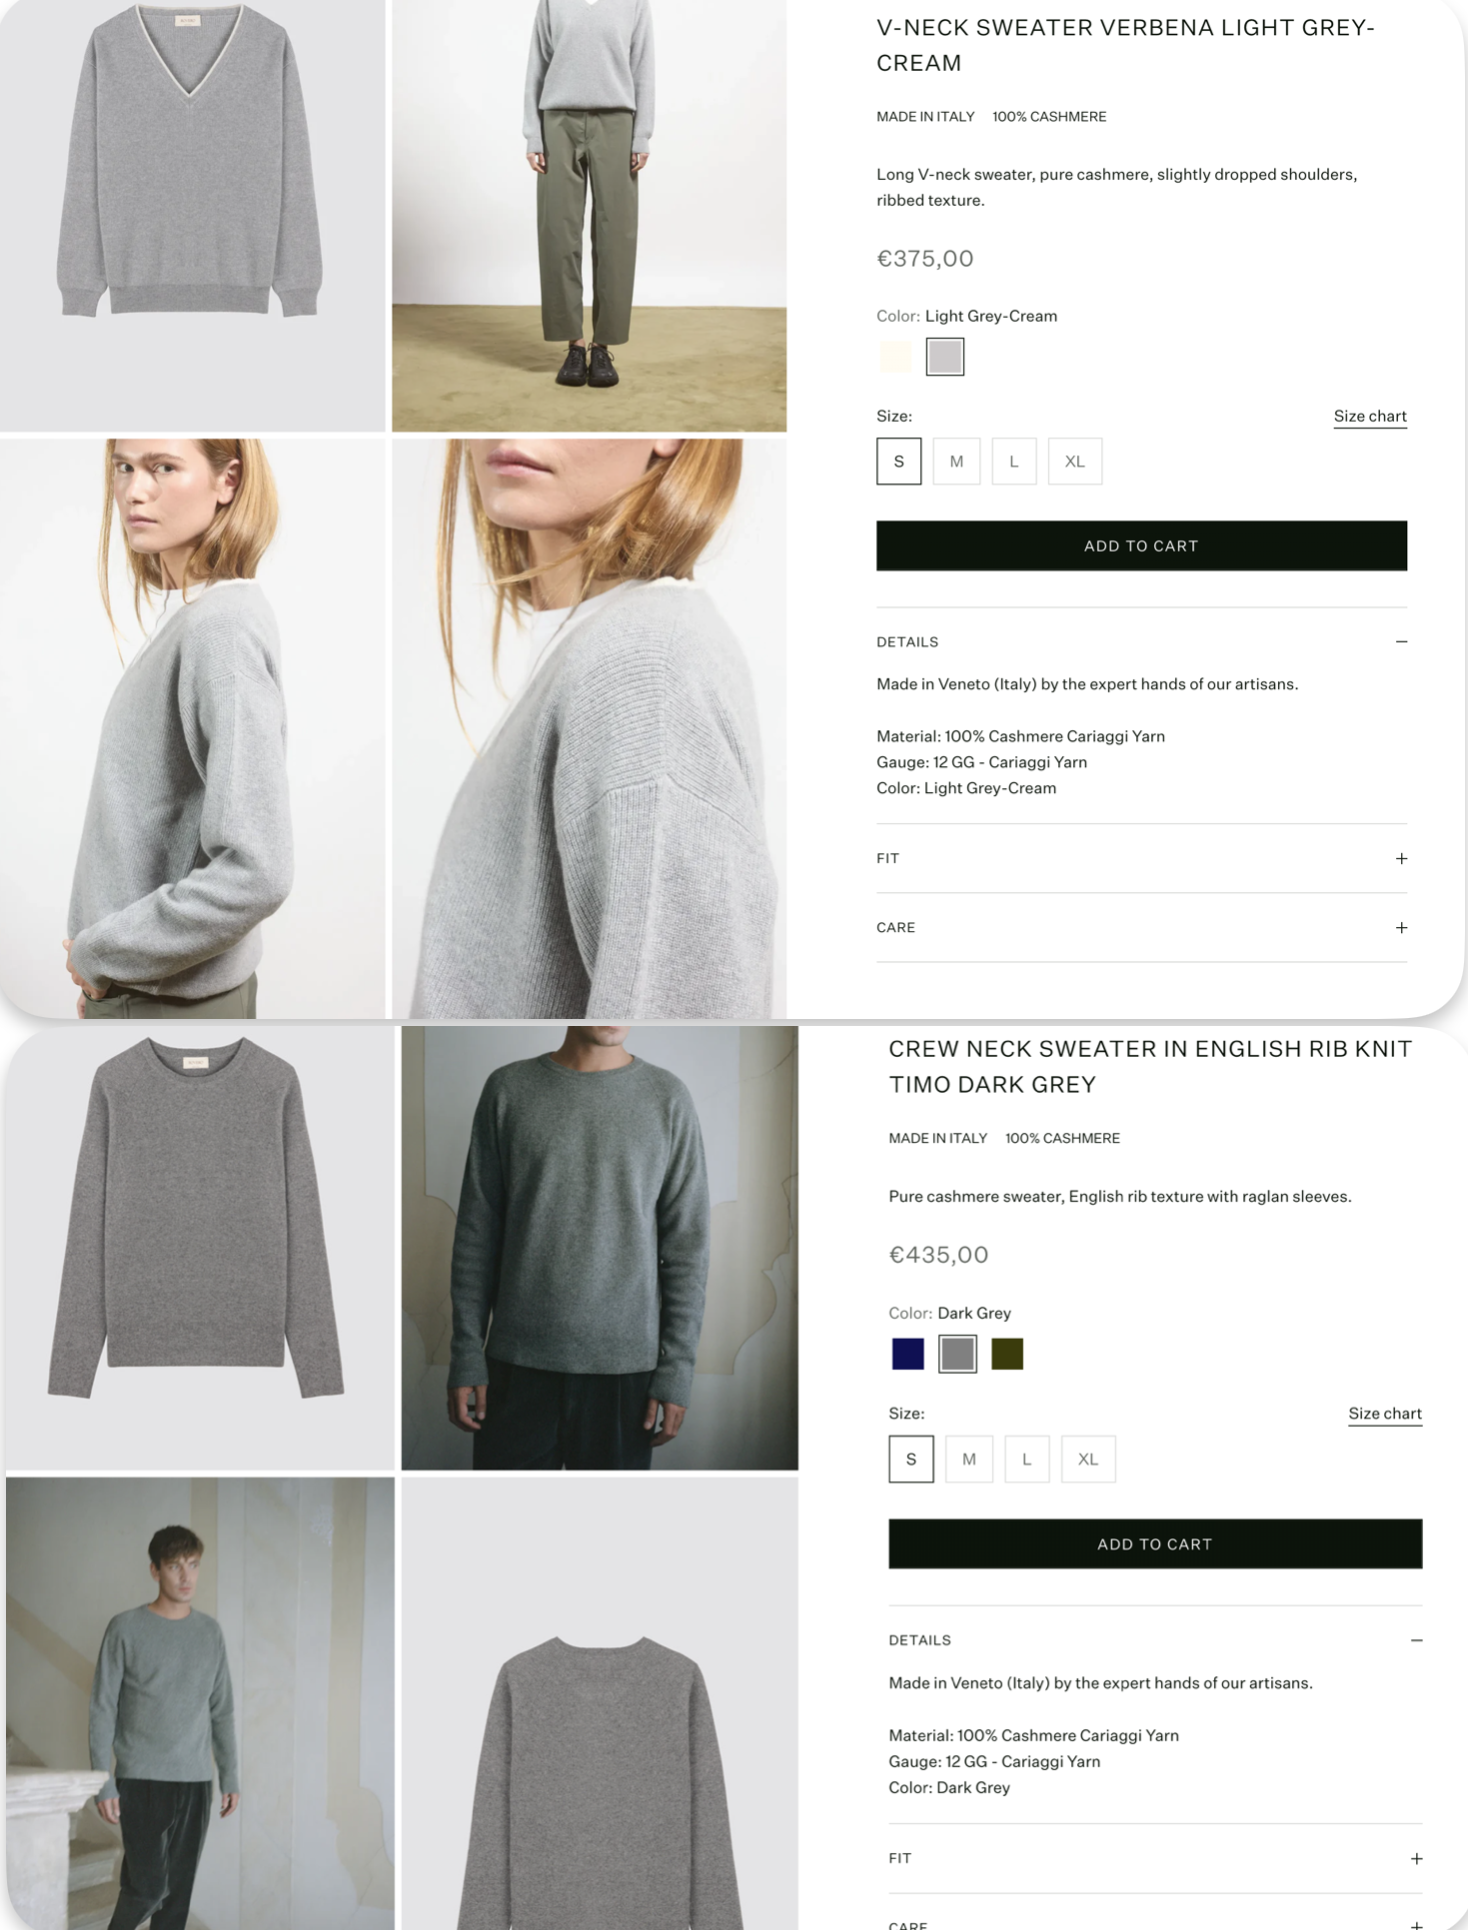 V-NECK SWEATER VERBENA LIGHT GREY-
CREAM
MADE IN ITALY 100% CASHMERE
Long V-neck sweater, pure cashmere, slightly dropped shoulders,
ribbed texture.
€375,00
Color: Light Grey-Cream
Size: Size chart
S M L XL
ADD TO CART
DETAILS
Made in Veneto (Italy) by the expert hands of our artisans.
Material: 100% Cashmere Cariaggi Yarn
Gauge: 12 GG - Cariaggi Yarn
Color: Light Grey-Cream
FIT
CARE
CREW NECK SWEATER IN ENGLISH RIB KNIT
TIMO DARK GREY
MADE IN ITALY 100% CASHMERE
Pure cashmere sweater, English rib texture with raglan sleeves.
€435,00
Color: Dark Grey
Size: Size chart
S M L XL
ADD TO CART
DETAILS
Made in Veneto (Italy) by the expert hands of our artisans.
Material: 100% Cashmere Cariaggi Yarn
Gauge: 12 GG - Cariaggi Yarn
Color: Dark Grey
FIT
CARE